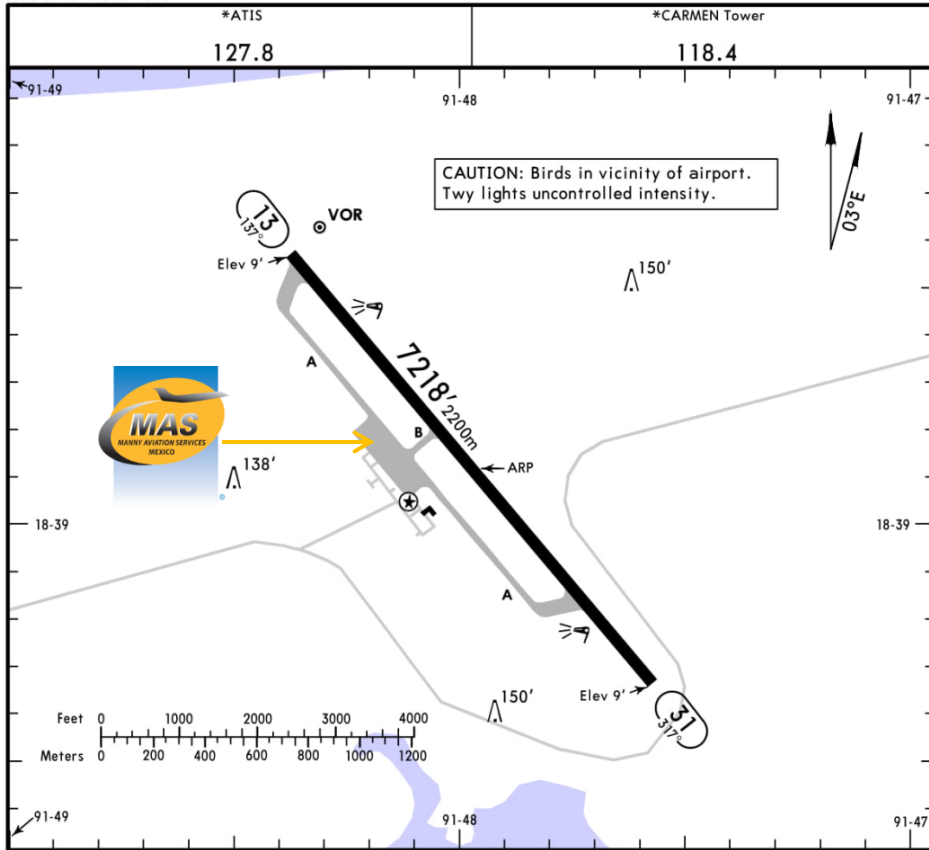 *ATIS
127.8
*CARMEN Tower
118.4
91-49
91-48
91-47
CAUTION: Birds in vicinity of airport.
Twy lights uncontrolled intensity.
03°E
13
137°
VOR
Elev 9'
150'
A
7218'
2200m
B
MAS
MANNY AVIATION SERVICES
MEXICO
©
138'
ARP
18-39
18-39
A
Elev 9'
31
317°
150'
Feet 0 1000 2000 3000 4000
Meters 0 200 400 600 800 1000 1200
91-49
91-48
91-47